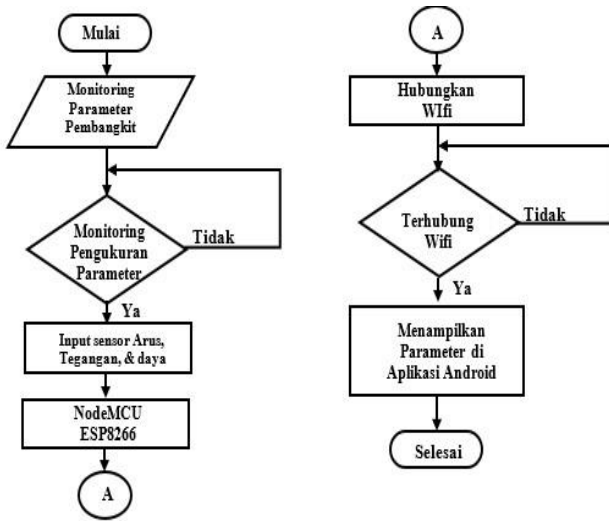 Mulai
Monitoring
Parameter
Pembangkit
Monitoring
Pengukuran
Parameter
Tidak
Ya
Input sensor Arus,
Tegangan, & daya
NodeMCU
ESP8266
A
A
Hubungkan
WIfi
Terhubung
Wifi
Tidak
Ya
Menampilkan
Parameter di
Aplikasi Android
Selesai